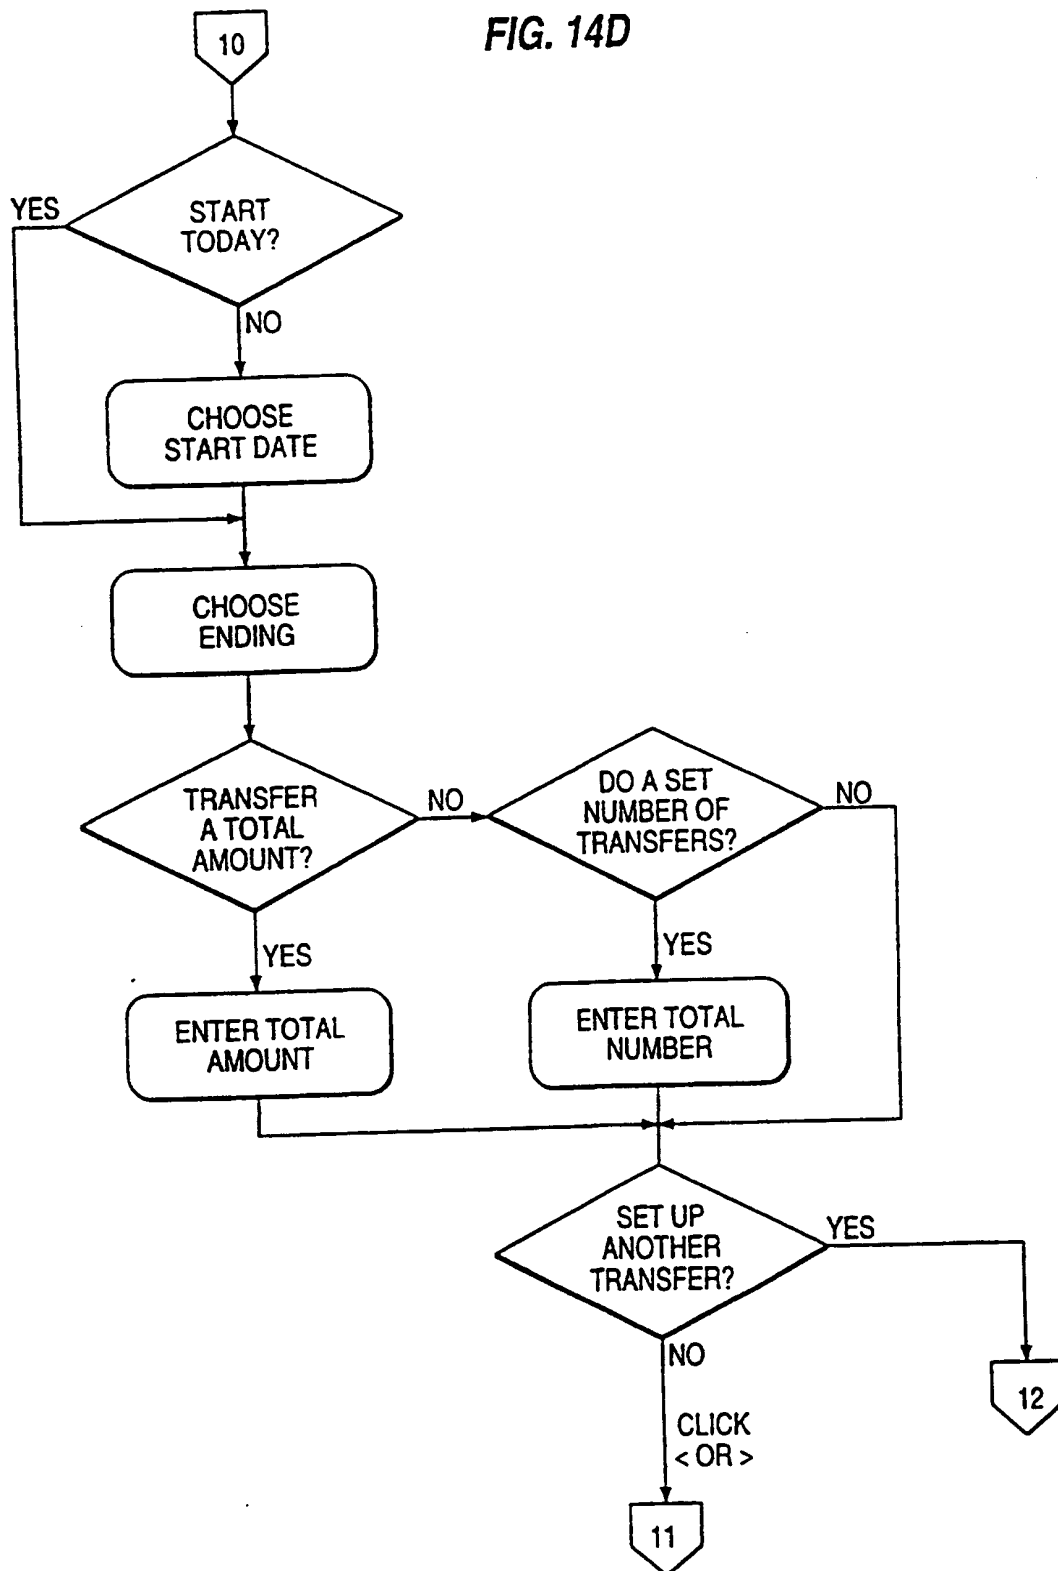 FIG. 14D
10
YES
START
TODAY?
NO
CHOOSE
START DATE
CHOOSE
ENDING
TRANSFER
A TOTAL
AMOUNT?
NO
DO A SET
NUMBER OF
TRANSFERS?
NO
YES
YES
ENTER TOTAL
AMOUNT
ENTER TOTAL
NUMBER
SET UP
ANOTHER
TRANSFER?
YES
NO
12
CLICK
< OR >
11